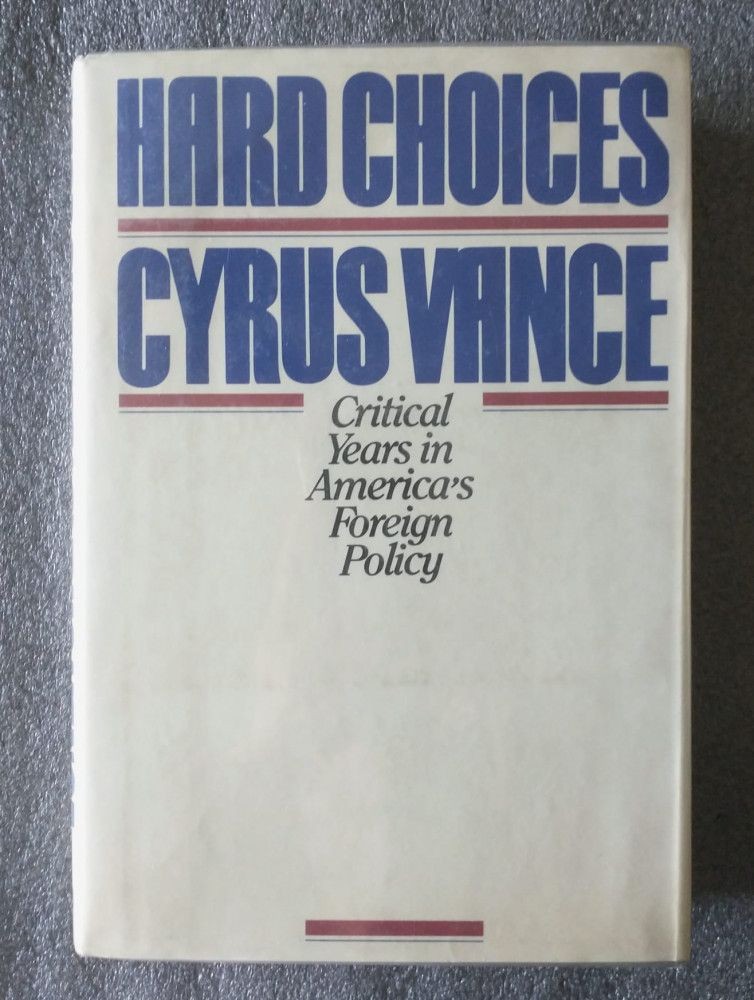 HARD CHOICES
CYRUS VANCE
Critical
Years in
America's
Foreign
Policy